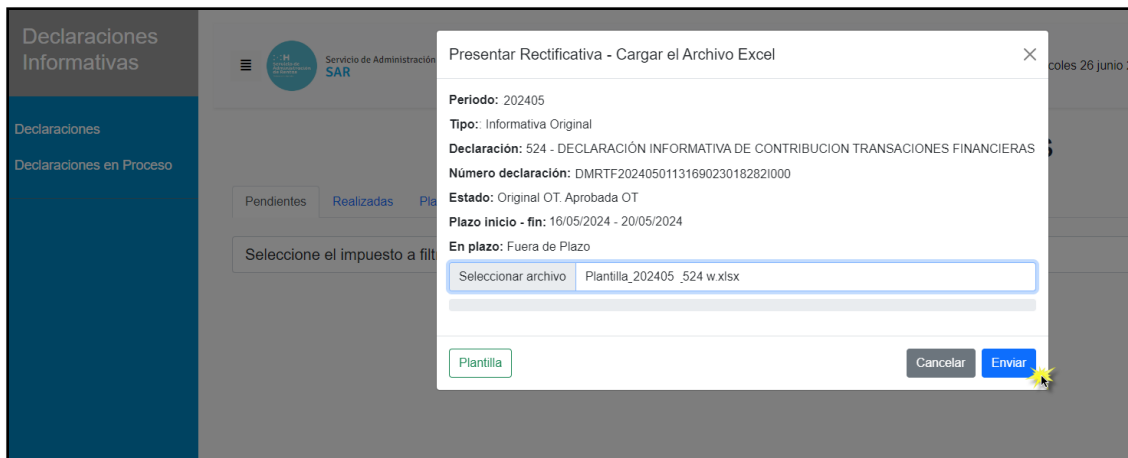 Declaraciones
Informativas
Declaraciones
Declaraciones en Proceso
Servicio de Administración
SAR
coles 26 junio
Pendientes Realizadas Pla
Seleccione el impuesto a filt
Presentar Rectificativa - Cargar el Archivo Excel
Periodo: 202405
Tipo:: Informativa Original
Declaración: 524 - DECLARACIÓN INFORMATIVA DE CONTRIBUCION TRANSACIONES FINANCIERAS
Número declaración: DMRTF2024050113169023018282I000
Estado: Original OT. Aprobada OT
Plazo inicio - fin: 16/05/2024 - 20/05/2024
En plazo: Fuera de Plazo
Seleccionar archivo Plantilla_202405 _524 w.xlsx
Plantilla Cancelar Enviar